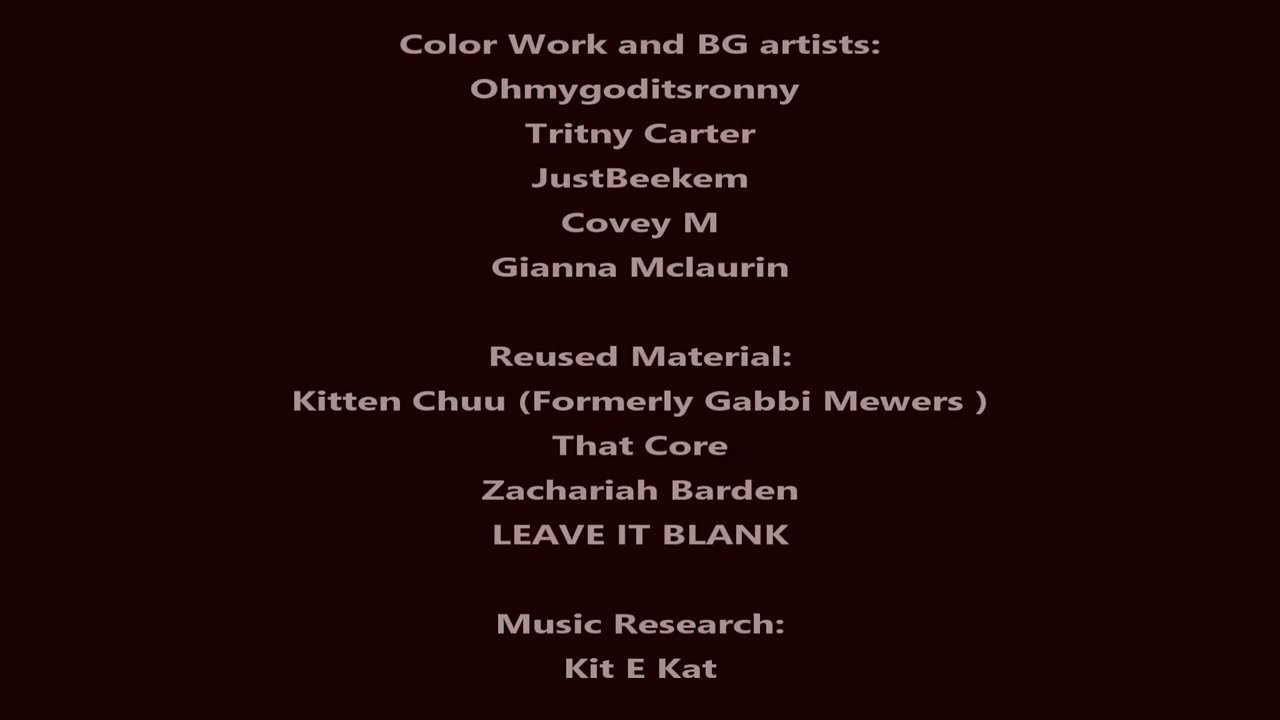 Color Work and BG artists:
Ohmygoditsronny
Tritny Carter
JustBeekem
Covey M
Gianna Mclaurin
Reused Material:
Kitten Chuu (Formerly Gabbi Mewers )
That Core
Zachariah Barden
LEAVE IT BLANK
Music Research:
Kit E Kat